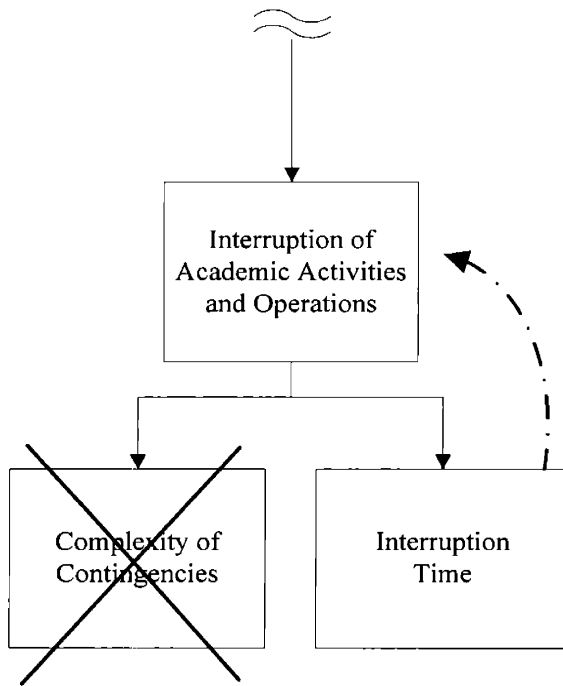 Interruption of
Academic Activities
and Operations
Complexity of
Contingencies
Interruption
Time